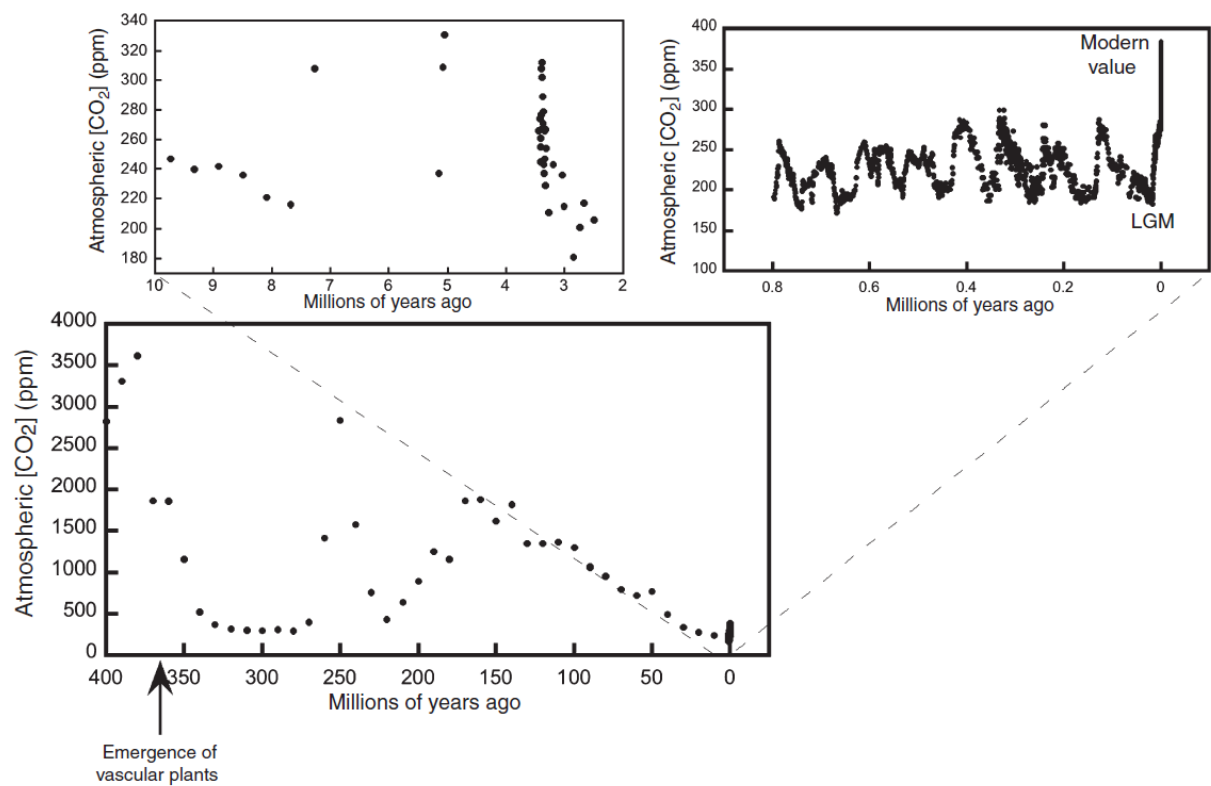 340
320
300
280
260
240
220
200
180
Atmospheric [CO2] (ppm)
10 9 8 7 6 5 4 3 2
Millions of years ago
400
350
300
250
200
150
100
Atmospheric [CO2] (ppm)
Modern
value
LGM
0.8 0.6 0.4 0.2 0
Millions of years ago
4000
3500
3000
2500
2000
1500
1000
500
0
Atmospheric [CO2] (ppm)
400 350 300 250 200 150 100 50 0
Millions of years ago
Emergence of
vascular plants